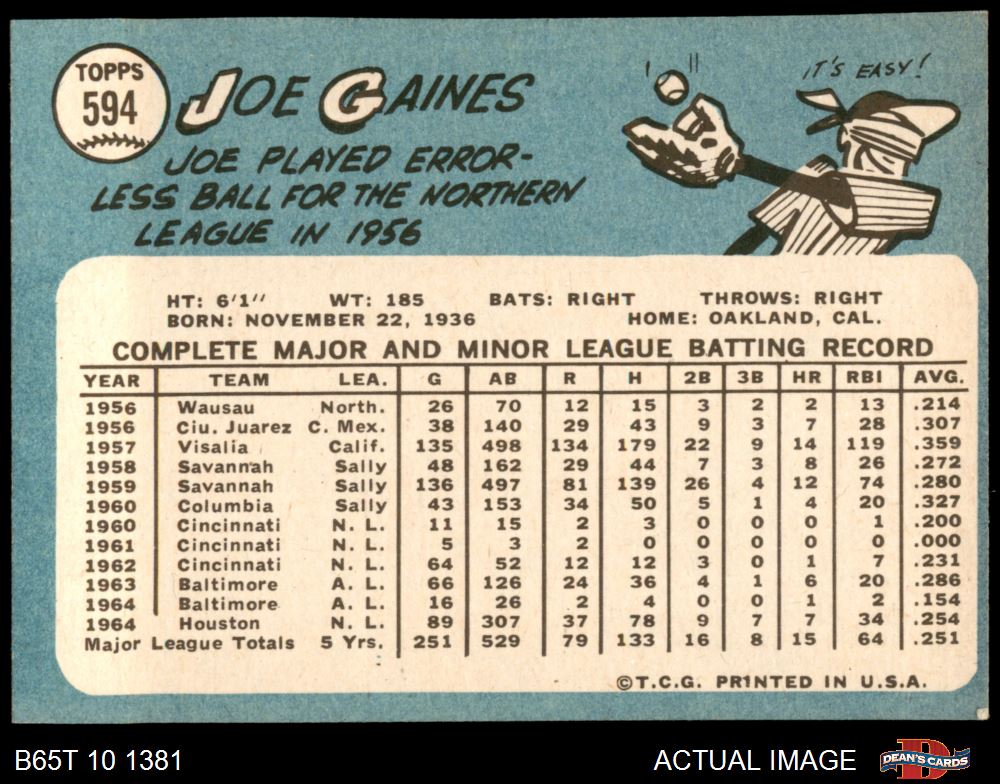 TOPPS
594
JOE GAINES
IT'S EASY!
JOE PLAYED ERROR-
LESS BALL FOR THE NORTHERN
LEAGUE IN 1956
HT: 6'1" WT: 185 BATS: RIGHT THROWS: RIGHT
BORN: NOVEMBER 22, 1936 HOME: OAKLAND, CAL.
COMPLETE MAJOR AND MINOR LEAGUE BATTING RECORD
YEAR TEAM LEA. G AB R H 2B 3B HR RBI AVG.
1956 Wausau North. 26 70 12 15 3 2 2 13 .214
1956 Ciu. Juarez C. Mex. 38 140 29 43 9 3 7 28 .307
1957 Visalia Calif. 135 498 134 179 22 9 14 119 .359
1958 Savannah Sally 48 162 29 44 7 3 8 26 .272
1959 Savannah Sally 136 497 81 139 26 4 12 74 .280
1960 Columbia Sally 43 153 34 50 5 1 4 20 .327
1960 Cincinnati N. L. 11 15 2 3 0 0 0 1 .200
1961 Cincinnati N. L. 5 3 2 0 0 0 0 0 .000
1962 Cincinnati N. L. 64 52 12 12 3 0 1 7 .231
1963 Baltimore A. L. 66 126 24 36 4 1 6 20 .286
1964 Baltimore A. L. 16 26 2 4 0 0 1 2 .154
1964 Houston N. L. 89 307 37 78 9 7 7 34 .254
Major League Totals 5 Yrs. 251 529 79 133 16 8 15 64 .251
©T.C.G. PRINTED IN U.S.A.
B65T 10 1381 ACTUAL IMAGE DEAN'S CARDS